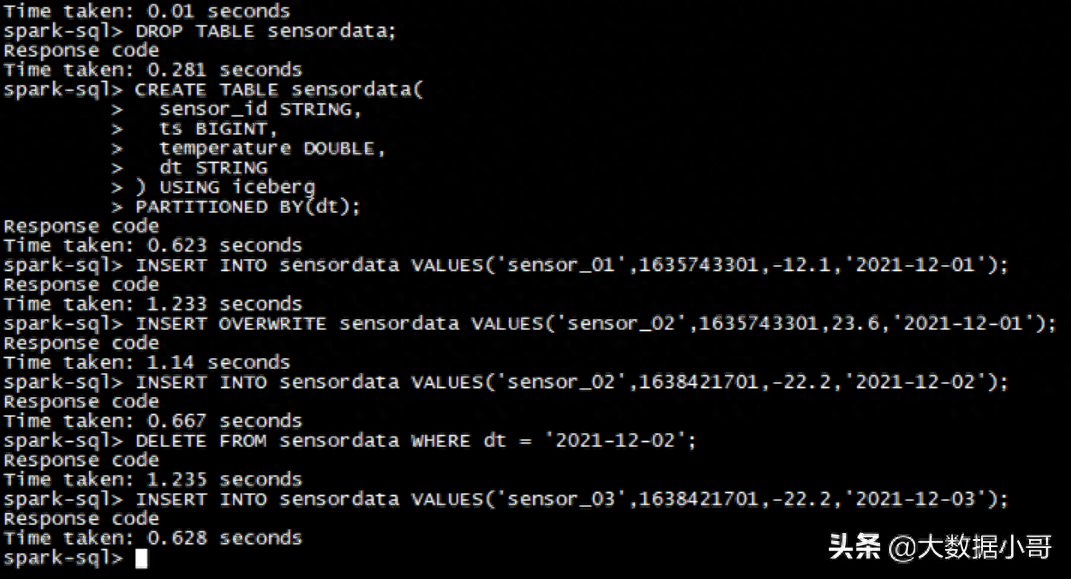 Time taken: 0.01 seconds
spark-sql> DROP TABLE sensordata;
Response code
Time taken: 0.281 seconds
spark-sql> CREATE TABLE sensordata(
         >   sensor_id STRING,
         >   ts BIGINT,
         >   temperature DOUBLE,
         >   dt STRING
         > ) USING iceberg
         > PARTITIONED BY(dt);
Response code
Time taken: 0.623 seconds
spark-sql> INSERT INTO sensordata VALUES('sensor_01',1635743301,-12.1,'2021-12-01');
Response code
Time taken: 1.233 seconds
spark-sql> INSERT OVERWRITE sensordata VALUES('sensor_02',1635743301,23.6,'2021-12-01');
Response code
Time taken: 1.14 seconds
spark-sql> INSERT INTO sensordata VALUES('sensor_02',1638421701,-22.2,'2021-12-02');
Response code
Time taken: 0.667 seconds
spark-sql> DELETE FROM sensordata WHERE dt = '2021-12-02';
Response code
Time taken: 1.235 seconds
spark-sql> INSERT INTO sensordata VALUES('sensor_03',1638421701,-22.2,'2021-12-03');
Response code
Time taken: 0.628 seconds
spark-sql>
头条 @大数据小哥